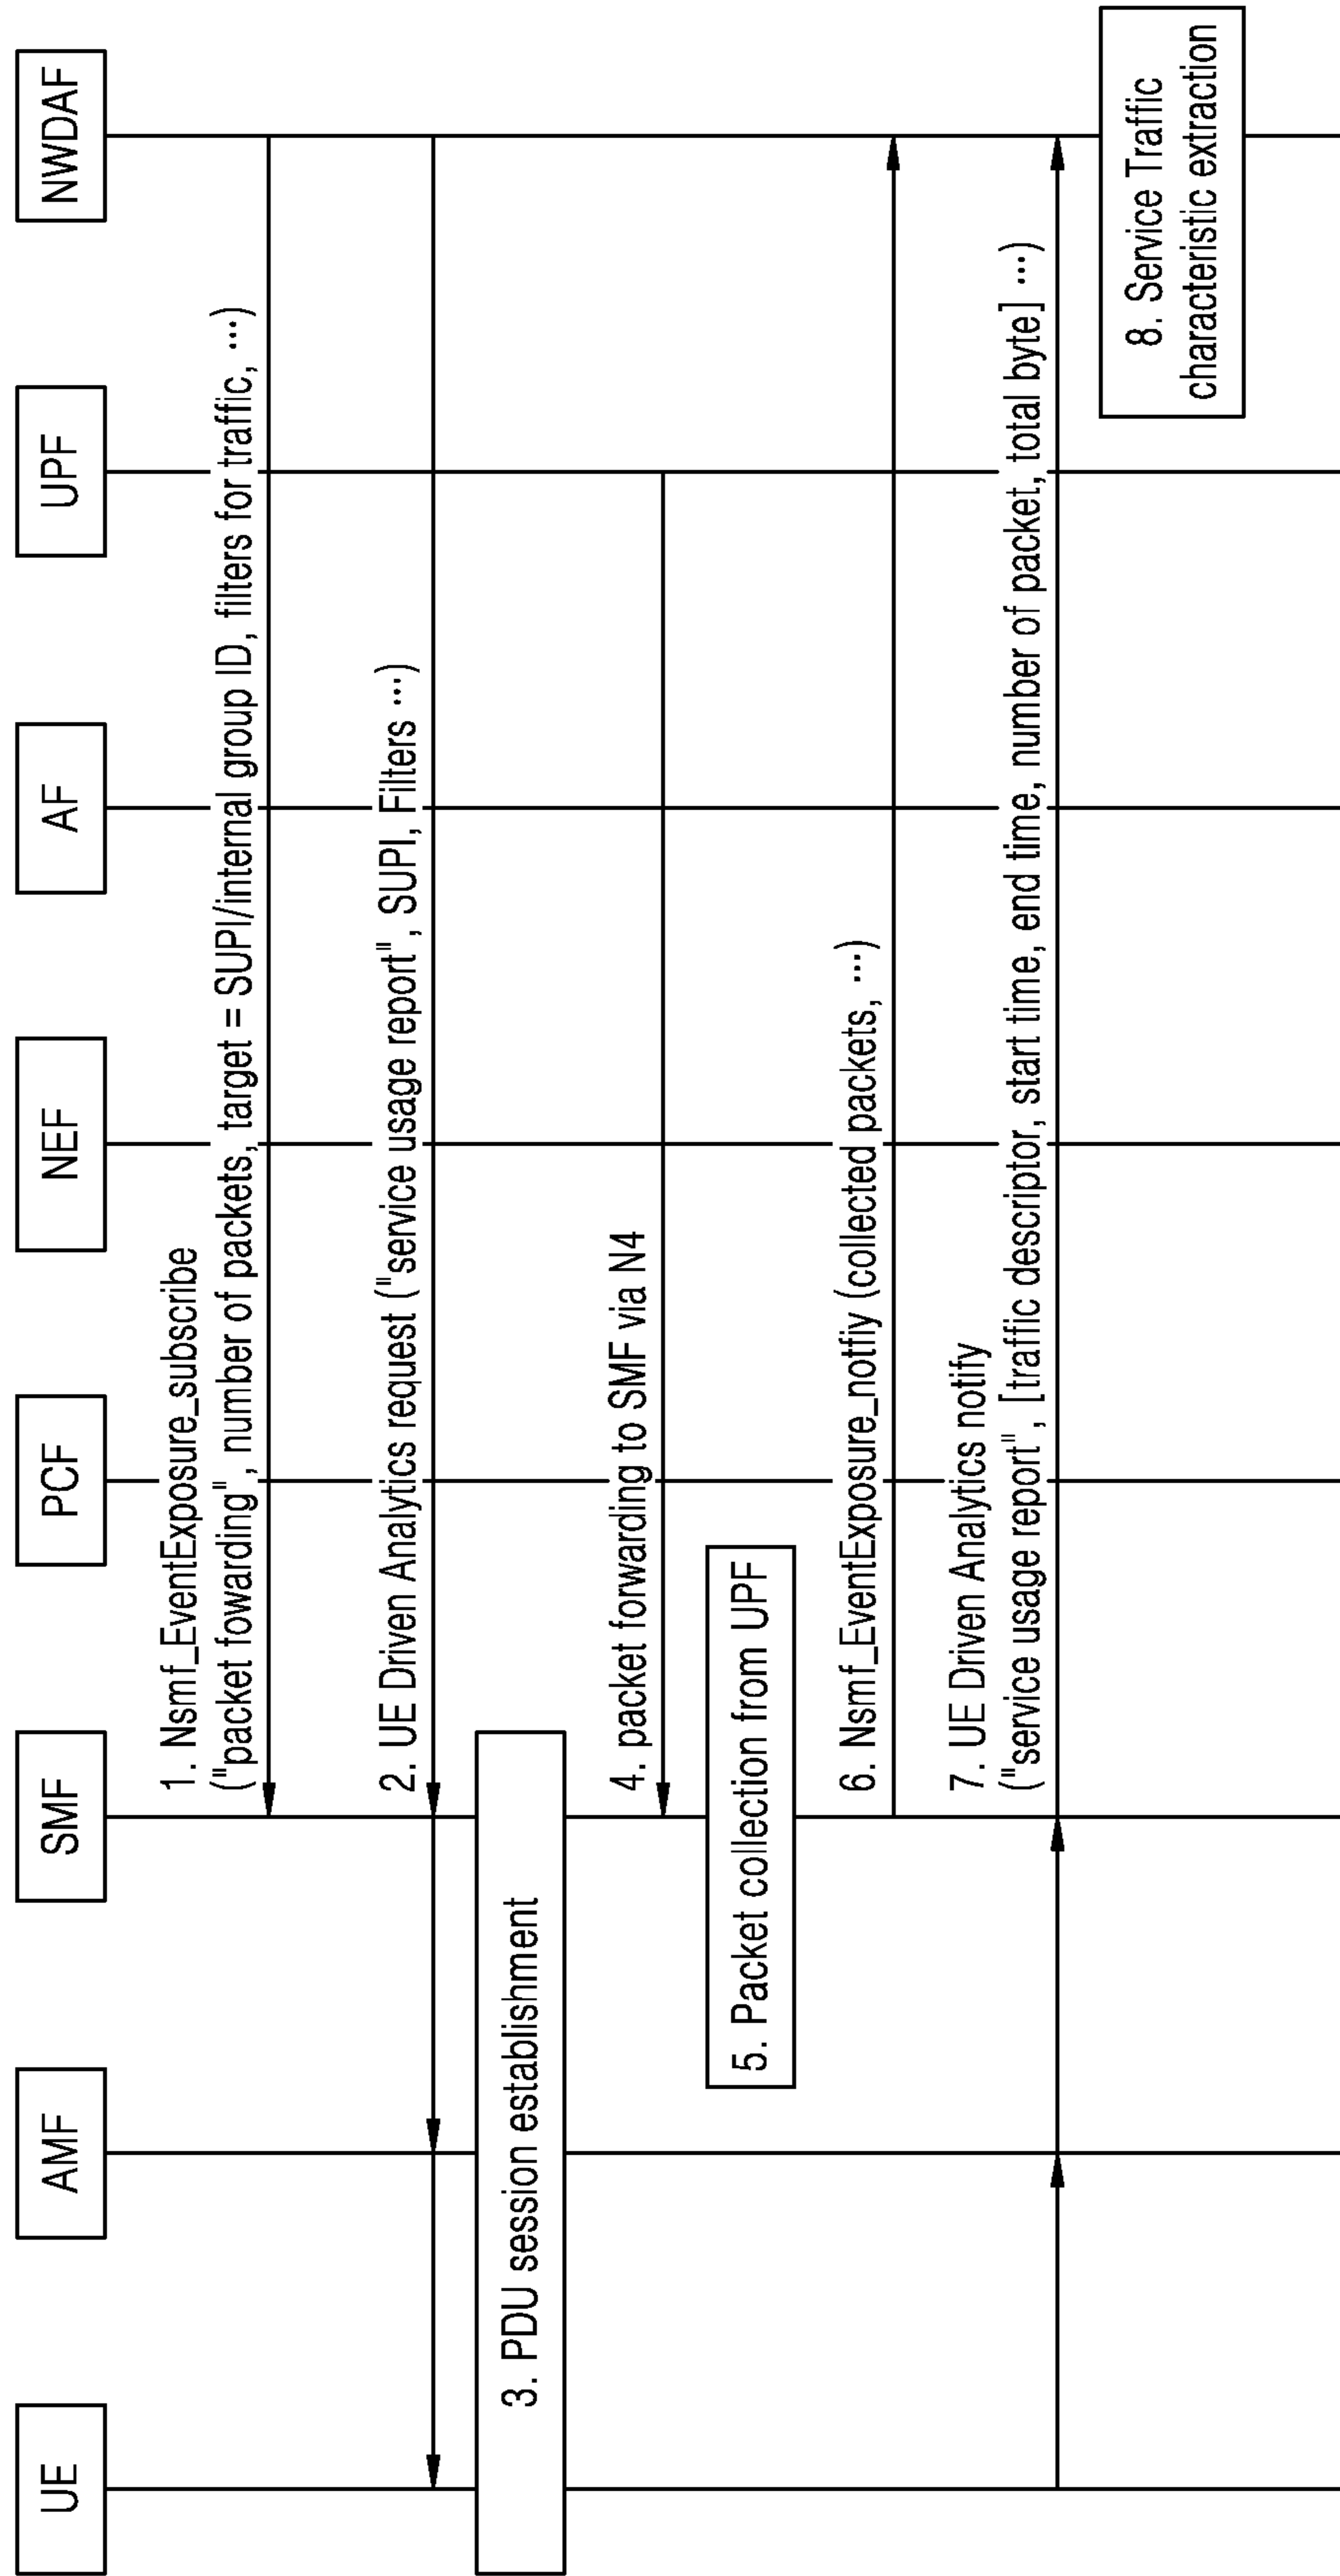 UE
AMF
SMF
PCF
NEF
AF
UPF
NWDAF
1. Nsmf_EventExposure_subscribe
("packet fowarding", number of packets, target = SUPI/internal group ID, filters for traffic, ...)
2. UE Driven Analytics request ("service usage report", SUPI, Filters ...)
3. PDU session establishment
4. packet forwarding to SMF via N4
5. Packet collection from UPF
6. Nsmf_EventExposure_notfiy (collected packets, ...)
7. UE Driven Analytics notify
("service usage report", [traffic descriptor, start time, end time, number of packet, total byte] ...)
8. Service Traffic
characteristic extraction